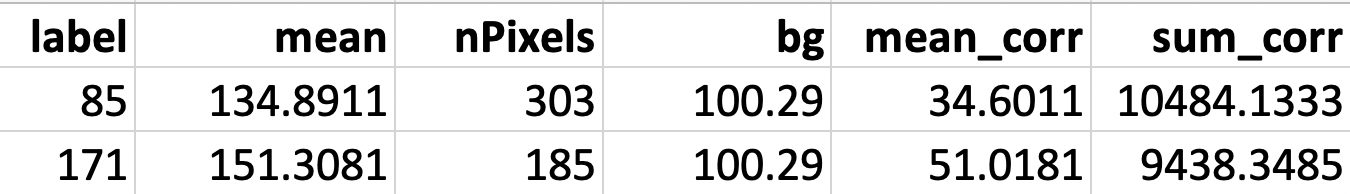 label mean nPixels bg mean_corr sum_corr
85 134.8911 303 100.29 34.6011 10484.1333
171 151.3081 185 100.29 51.0181 9438.3485